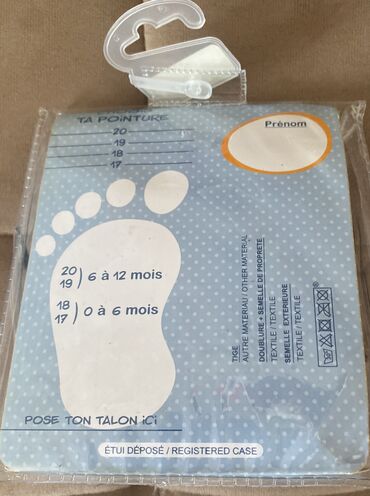 TA POINTURE
20
19
18
17
Prénom
20
19 ) 6 à 12 mois
18
17 ) 0 à 6 mois
TIGE
AUTRE MATERIAU / OTHER MATERIAL
DOUBLURE + SEMELLE DE PROPRETE
TEXTILE / TEXTILE
SEMELLE EXTERIEURE
TEXTILE / TEXTILE
POSE TON TALON iCi
ÉTUI DÉPOSÉ / REGISTERED CASE